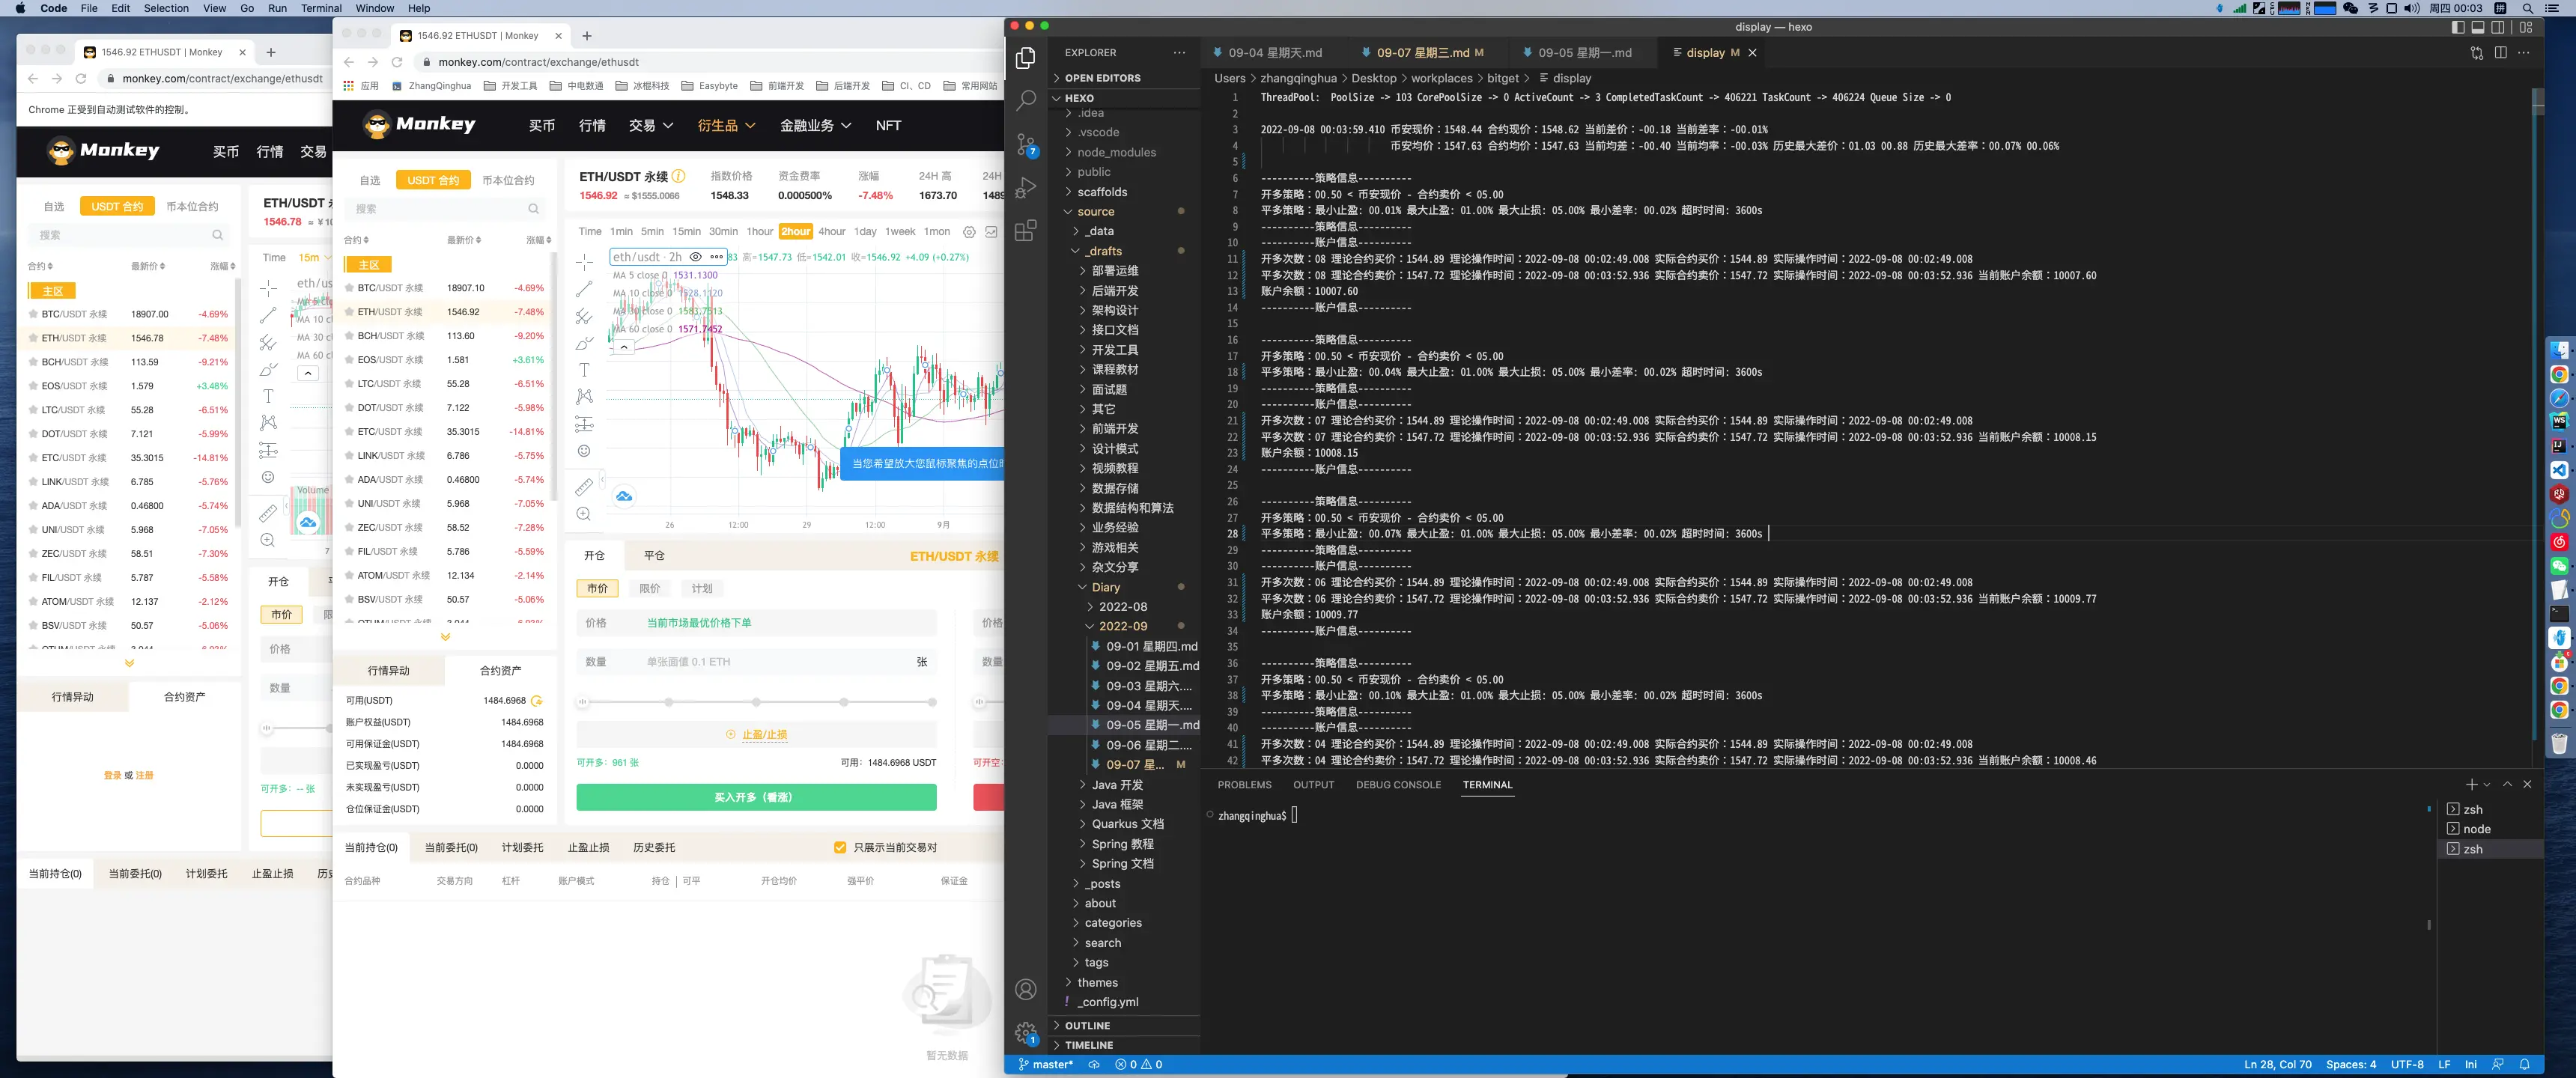 Code File Edit Selection View Go Run Terminal Window Help
周四 00:03
1546.92 ETHUSDT | Monkey
monkey.com/contract/exchange/ethusdt
Chrome 正受到自动测试软件的控制。
Monkey
买币 行情 交易
自选 USDT 合约 币本位合约
搜索
合约 最新价 涨幅
主区
BTC/USDT 永续 18907.00 -4.69%
ETH/USDT 永续 1546.78 -7.48%
BCH/USDT 永续 113.59 -9.21%
EOS/USDT 永续 1.579 +3.48%
LTC/USDT 永续 55.28 -6.51%
DOT/USDT 永续 7.121 -5.99%
ETC/USDT 永续 35.3015 -14.81%
LINK/USDT 永续 6.785 -5.76%
ADA/USDT 永续 0.46800 -5.74%
UNI/USDT 永续 5.968 -7.05%
ZEC/USDT 永续 58.51 -7.30%
FIL/USDT 永续 5.787 -5.58%
ATOM/USDT 永续 12.137 -2.12%
BSV/USDT 永续 50.57 -5.06%
行情异动 合约资产
登录 或 注册
ETH/USDT
1546.78
Time 15m
Volume
开仓
市价
价格
数量
可开多：-- 张
当前持仓(0) 当前委托(0) 计划委托 止盈止损
1546.92 ETHUSDT | Monkey
monkey.com/contract/exchange/ethusdt
应用 ZhangQinghua 开发工具 中电数通 冰棍科技 Easybyte 前端开发 后端开发 CI、CD 常用网站
Monkey
买币 行情 交易 衍生品 金融业务 NFT
自选 USDT 合约 币本位合约
搜索
合约 最新价 涨幅
主区
BTC/USDT 永续 18907.10 -4.69%
ETH/USDT 永续 1546.92 -7.48%
BCH/USDT 永续 113.60 -9.20%
EOS/USDT 永续 1.581 +3.61%
LTC/USDT 永续 55.28 -6.51%
DOT/USDT 永续 7.122 -5.98%
ETC/USDT 永续 35.3015 -14.81%
LINK/USDT 永续 6.786 -5.75%
ADA/USDT 永续 0.46800 -5.74%
UNI/USDT 永续 5.968 -7.05%
ZEC/USDT 永续 58.52 -7.28%
FIL/USDT 永续 5.786 -5.59%
ATOM/USDT 永续 12.134 -2.14%
BSV/USDT 永续 50.57 -5.06%
行情异动 合约资产
可用(USDT) 1484.6968
账户权益(USDT) 1484.6968
可用保证金(USDT) 1484.6968
已实现盈亏(USDT) 0.0000
未实现盈亏(USDT) 0.0000
仓位保证金(USDT) 0.0000
ETH/USDT 永续 指数价格 资金费率 涨幅 24H 高 24H
1546.92 ≈ $1555.0066 1548.33 0.000500% -7.48% 1673.70
Time 1min 5min 15min 30min 1hour 2hour 4hour 1day 1week 1mon
eth/usdt · 2h 高=1547.73 低=1542.01 收=1546.92 +4.09 (+0.27%)
MA 5 close 0 1531.1300
MA 10 close 0
MA 30 close 0
MA 60 close 0 1571.7452
当您希望放大您鼠标聚焦的点位时
26 12:00 29 12:00 9月
开仓 平仓 ETH/USDT 永续
市价 限价 计划
价格 当前市场最优价格下单 价格
数量 单张面值 0.1 ETH 张 数量
止盈/止损
可开多：961 张 可用：1484.6968 USDT 可开空：
买入开多（看涨）
当前持仓(0) 当前委托(0) 计划委托 止盈止损 历史委托 只展示当前交易对
合约品种 交易方向 杠杆 账户模式 持仓 | 可平 开仓均价 强平价 保证金
暂无数据
display — hexo
EXPLORER
OPEN EDITORS
HEXO
.idea
.vscode
node_modules
public
scaffolds
source
_data
_drafts
部署运维
后端开发
架构设计
接口文档
开发工具
课程教材
面试题
其它
前端开发
设计模式
视频教程
数据存储
数据结构和算法
业务经验
游戏相关
杂文分享
Diary
2022-08
2022-09
09-01 星期四.md
09-02 星期五.md
09-03 星期六....
09-04 星期天....
09-05 星期一.md
09-06 星期二....
09-07 星... M
Java 开发
Java 框架
Quarkus 文档
Spring 教程
Spring 文档
_posts
about
categories
search
tags
themes
_config.yml
OUTLINE
TIMELINE
09-04 星期天.md 09-07 星期三.md M 09-05 星期一.md display M
Users > zhangqinghua > Desktop > workplaces > bitget > display
1 ThreadPool: PoolSize -> 103 CorePoolSize -> 0 ActiveCount -> 3 CompletedTaskCount -> 406221 TaskCount -> 406224 Queue Size -> 0
2
3 2022-09-08 00:03:59.410 币安现价：1548.44 合约现价：1548.62 当前差价：-00.18 当前差率：-00.01%
4 币安均价：1547.63 合约均价：1547.63 当前均差：-00.40 当前均率：-00.03% 历史最大差价：01.03 00.88 历史最大差率：00.07% 00.06%
5
6 ----------策略信息----------
7 开多策略：00.50 < 币安现价 - 合约卖价 < 05.00
8 平多策略：最小止盈: 00.01% 最大止盈: 01.00% 最大止损: 05.00% 最小差率: 00.02% 超时时间: 3600s
9 ----------策略信息----------
10 ----------账户信息----------
11 开多次数：08 理论合约买价：1544.89 理论操作时间：2022-09-08 00:02:49.008 实际合约买价：1544.89 实际操作时间：2022-09-08 00:02:49.008
12 平多次数：08 理论合约卖价：1547.72 理论操作时间：2022-09-08 00:03:52.936 实际合约卖价：1547.72 实际操作时间：2022-09-08 00:03:52.936 当前账户余额：10007.60
13 账户余额：10007.60
14 ----------账户信息----------
15
16 ----------策略信息----------
17 开多策略：00.50 < 币安现价 - 合约卖价 < 05.00
18 平多策略：最小止盈: 00.04% 最大止盈: 01.00% 最大止损: 05.00% 最小差率: 00.02% 超时时间: 3600s
19 ----------策略信息----------
20 ----------账户信息----------
21 开多次数：07 理论合约买价：1544.89 理论操作时间：2022-09-08 00:02:49.008 实际合约买价：1544.89 实际操作时间：2022-09-08 00:02:49.008
22 平多次数：07 理论合约卖价：1547.72 理论操作时间：2022-09-08 00:03:52.936 实际合约卖价：1547.72 实际操作时间：2022-09-08 00:03:52.936 当前账户余额：10008.15
23 账户余额：10008.15
24 ----------账户信息----------
25
26 ----------策略信息----------
27 开多策略：00.50 < 币安现价 - 合约卖价 < 05.00
28 平多策略：最小止盈: 00.07% 最大止盈: 01.00% 最大止损: 05.00% 最小差率: 00.02% 超时时间: 3600s
29 ----------策略信息----------
30 ----------账户信息----------
31 开多次数：06 理论合约买价：1544.89 理论操作时间：2022-09-08 00:02:49.008 实际合约买价：1544.89 实际操作时间：2022-09-08 00:02:49.008
32 平多次数：06 理论合约卖价：1547.72 理论操作时间：2022-09-08 00:03:52.936 实际合约卖价：1547.72 实际操作时间：2022-09-08 00:03:52.936 当前账户余额：10009.77
33 账户余额：10009.77
34 ----------账户信息----------
35
36 ----------策略信息----------
37 开多策略：00.50 < 币安现价 - 合约卖价 < 05.00
38 平多策略：最小止盈: 00.10% 最大止盈: 01.00% 最大止损: 05.00% 最小差率: 00.02% 超时时间: 3600s
39 ----------策略信息----------
40 ----------账户信息----------
41 开多次数：04 理论合约买价：1544.89 理论操作时间：2022-09-08 00:02:49.008 实际合约买价：1544.89 实际操作时间：2022-09-08 00:02:49.008
42 平多次数：04 理论合约卖价：1547.72 理论操作时间：2022-09-08 00:03:52.936 实际合约卖价：1547.72 实际操作时间：2022-09-08 00:03:52.936 当前账户余额：10008.46
PROBLEMS OUTPUT DEBUG CONSOLE TERMINAL
zhangqinghua$
zsh
node
zsh
master* 0 0
Ln 28, Col 70 Spaces: 4 UTF-8 LF Ini